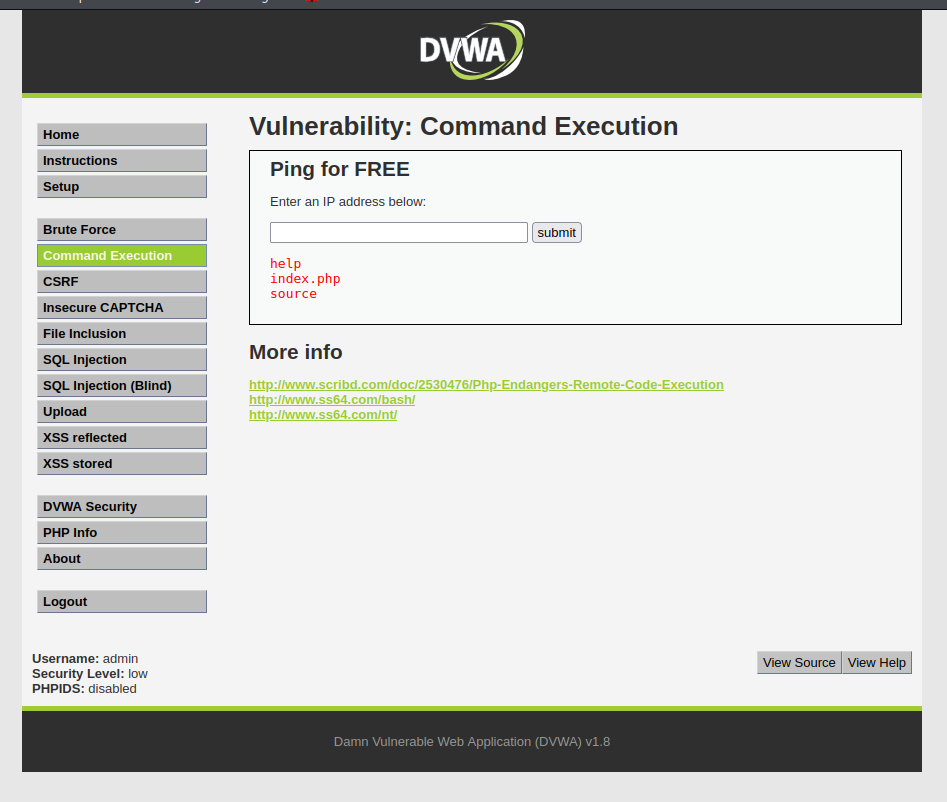 DVWA
Home
Instructions
Setup
Brute Force
Command Execution
CSRF
Insecure CAPTCHA
File Inclusion
SQL Injection
SQL Injection (Blind)
Upload
XSS reflected
XSS stored
DVWA Security
PHP Info
About
Logout
Vulnerability: Command Execution
Ping for FREE
Enter an IP address below:
submit
help
index.php
source
More info
http://www.scribd.com/doc/2530476/Php-Endangers-Remote-Code-Execution
http://www.ss64.com/bash/
http://www.ss64.com/nt/
Username: admin
Security Level: low
PHPIDS: disabled
View Source View Help
Damn Vulnerable Web Application (DVWA) v1.8